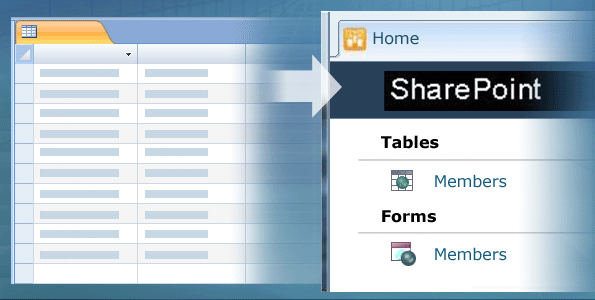 Home
SharePoint
Tables
Members
Forms
Members